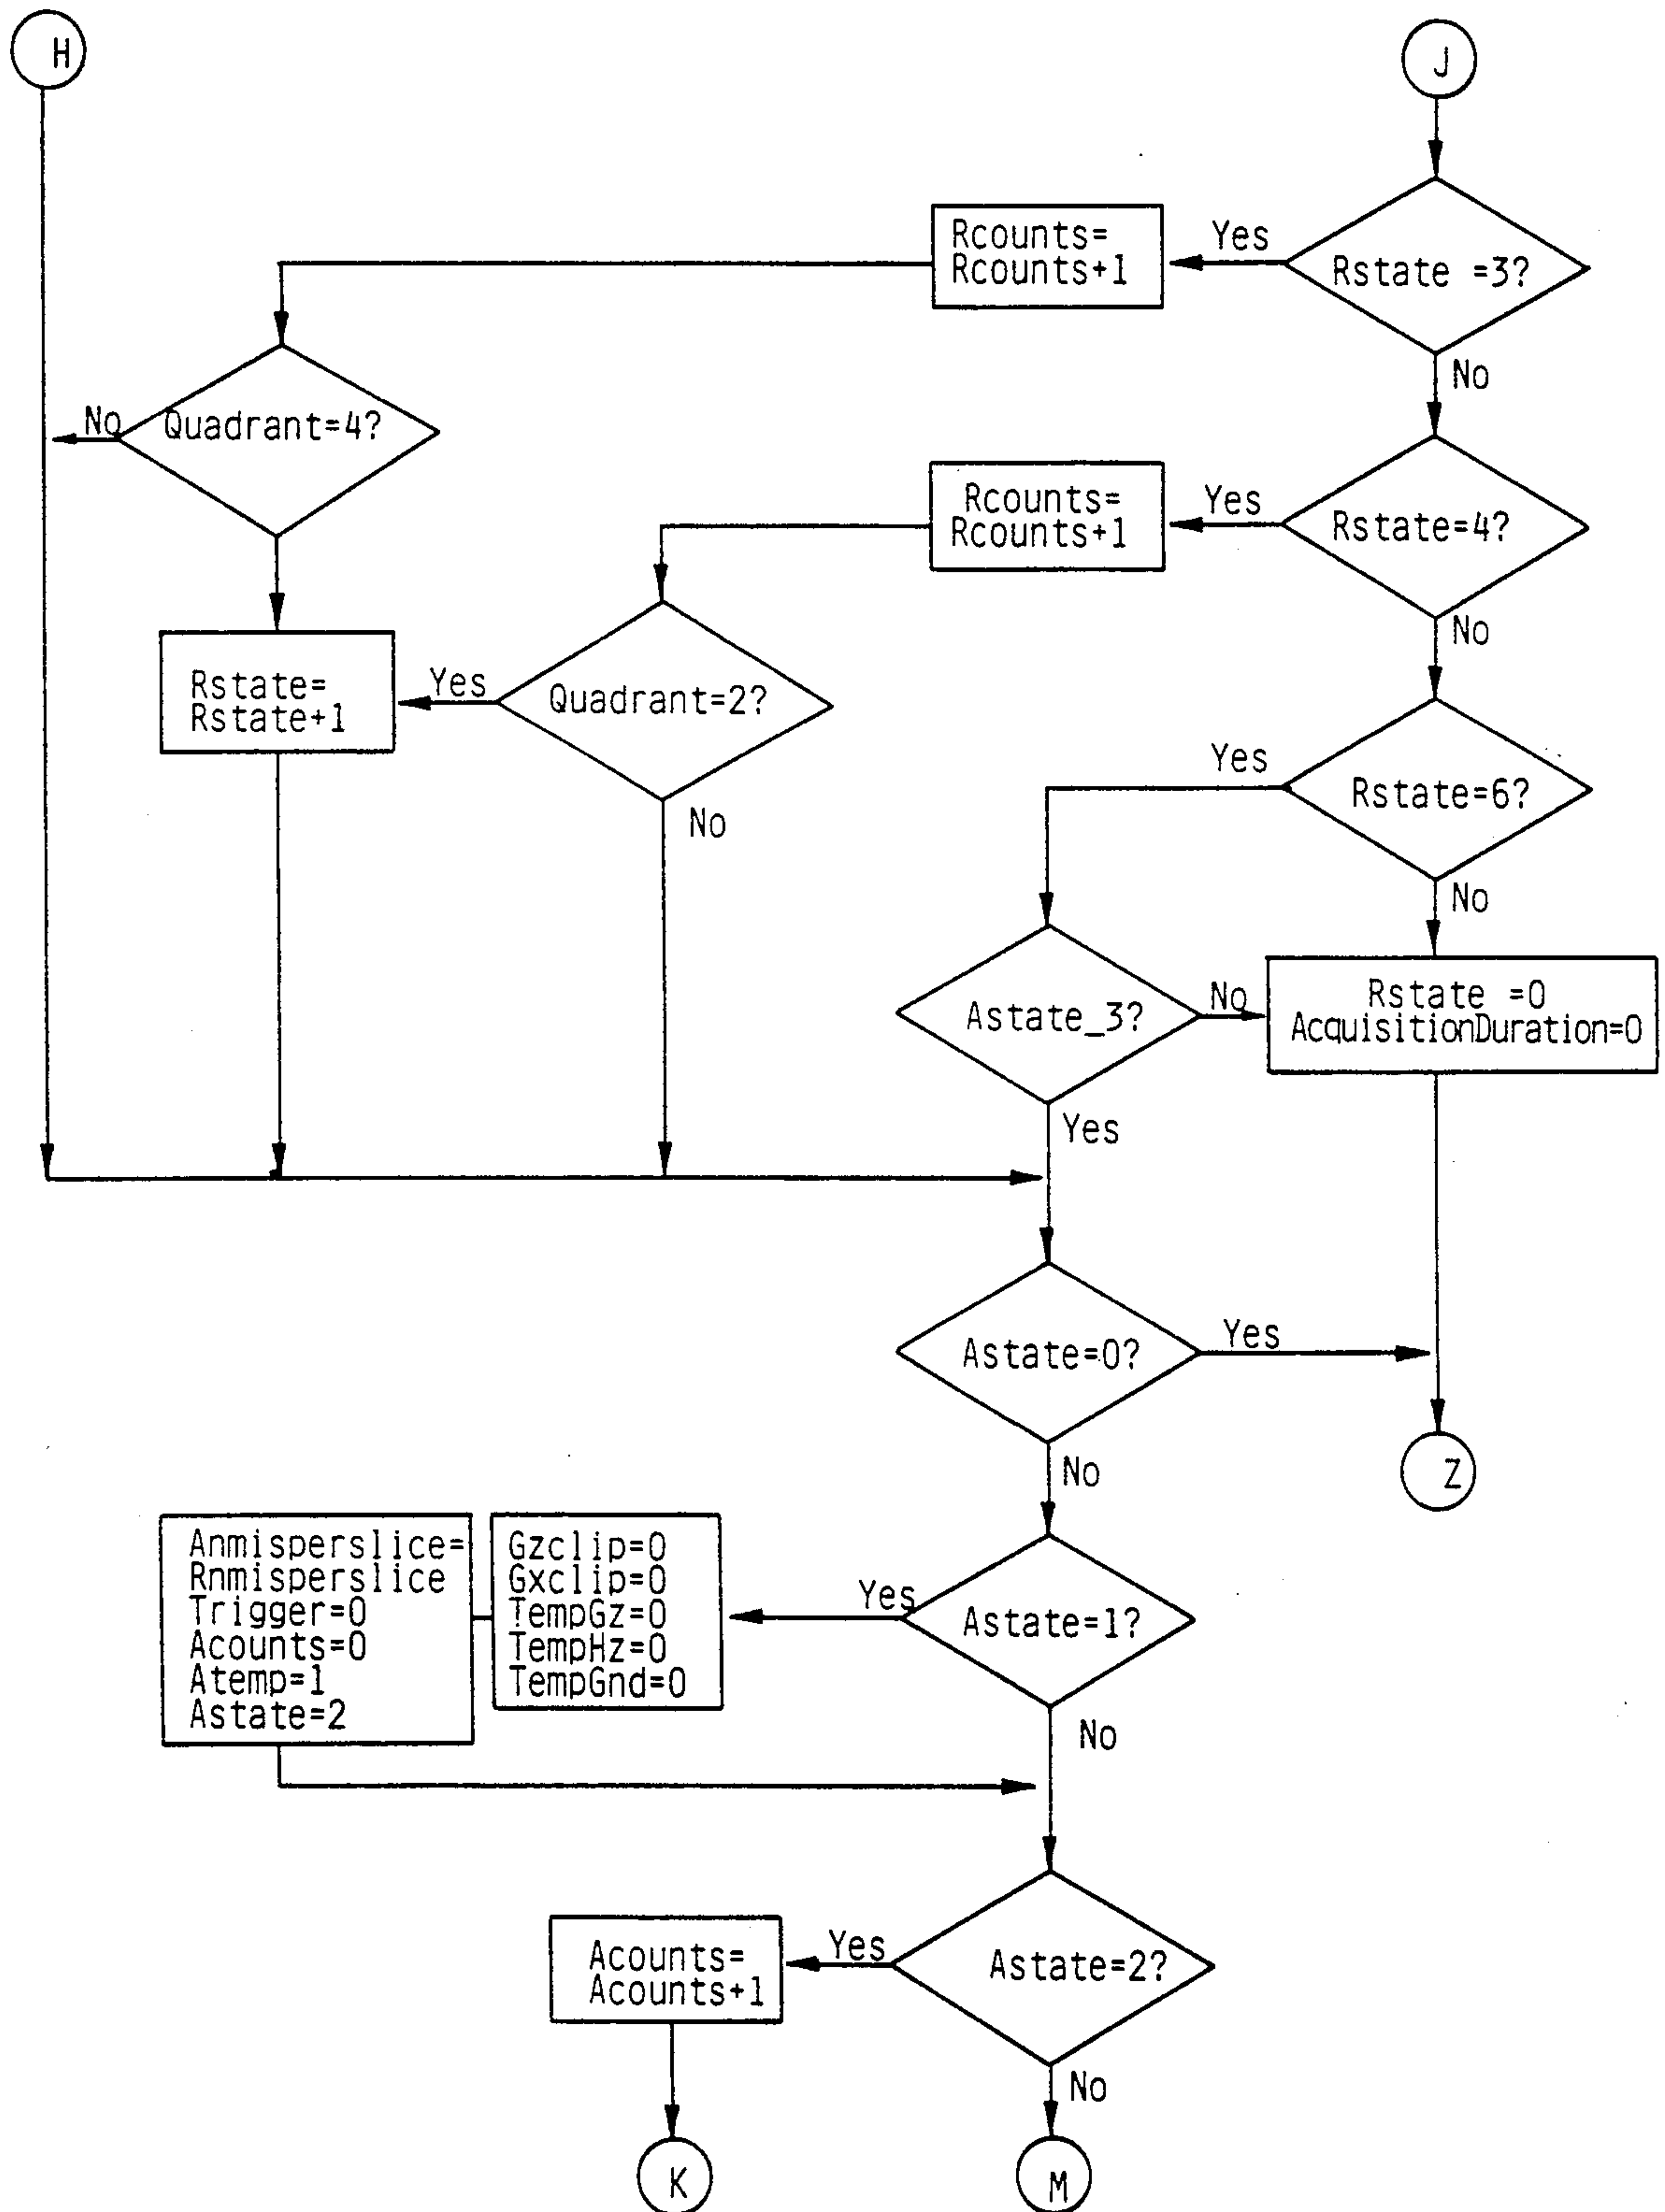 H
J
Rcounts=
Rcounts+1
Yes
Rstate =3?
No
No
Quadrant=4?
Rcounts=
Rcounts+1
Yes
Rstate=4?
No
Rstate=
Rstate+1
Yes
Quadrant=2?
No
Yes
Rstate=6?
No
Astate_3?
No
Rstate =0
AcquisitionDuration=0
Yes
Astate=0?
Yes
Z
No
Anmisperslice=
Rnmisperslice
Trigger=0
Acounts=0
Atemp=1
Astate=2
Gzclip=0
Gxclip=0
TempGz=0
TempHz=0
TempGnd=0
Yes
Astate=1?
No
Acounts=
Acounts+1
Yes
Astate=2?
No
K
M